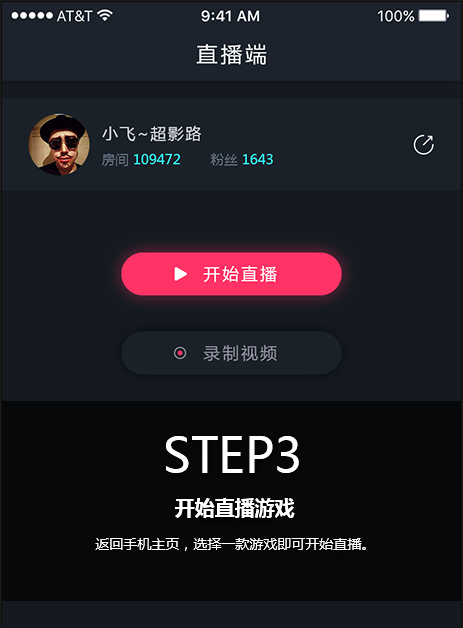 AT&T 9:41 AM 100%
直播端
小飞~超影路
房间 109472 粉丝 1643
开始直播
录制视频
STEP3
开始直播游戏
返回手机主页，选择一款游戏即可开始直播。